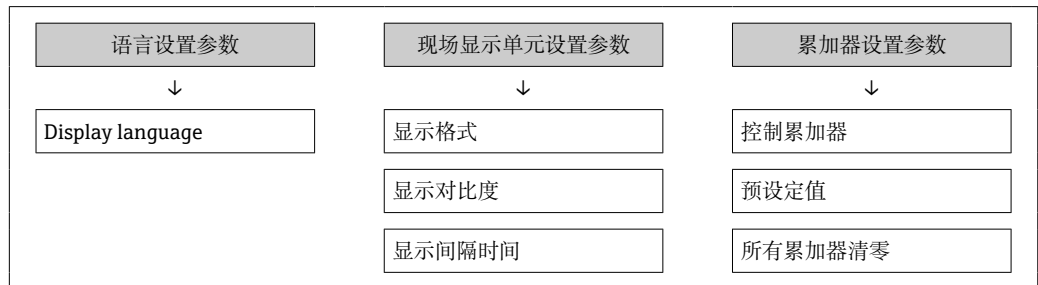 语言设置参数
现场显示单元设置参数
累加器设置参数
↓
↓
↓
Display language
显示格式
控制累加器
显示对比度
预设定值
显示间隔时间
所有累加器清零